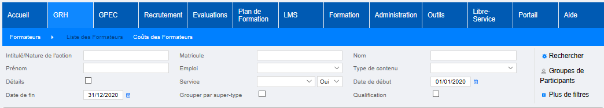 Accueil GRH GPEC Recrutement Evaluations Plan de Formation LMS Formation Administration Outils Libre-Service Portail Aide
Formateurs Liste des Formateurs Coûts des Formateurs
Intitulé/Nature de l'action Matricule Nom Rechercher
Prénom Emploi Type de contenu Groupes de Participants
Détails Service Oui Date de début 01/01/2020
Date de fin 31/12/2020 Grouper par super-type Qualification Plus de filtres